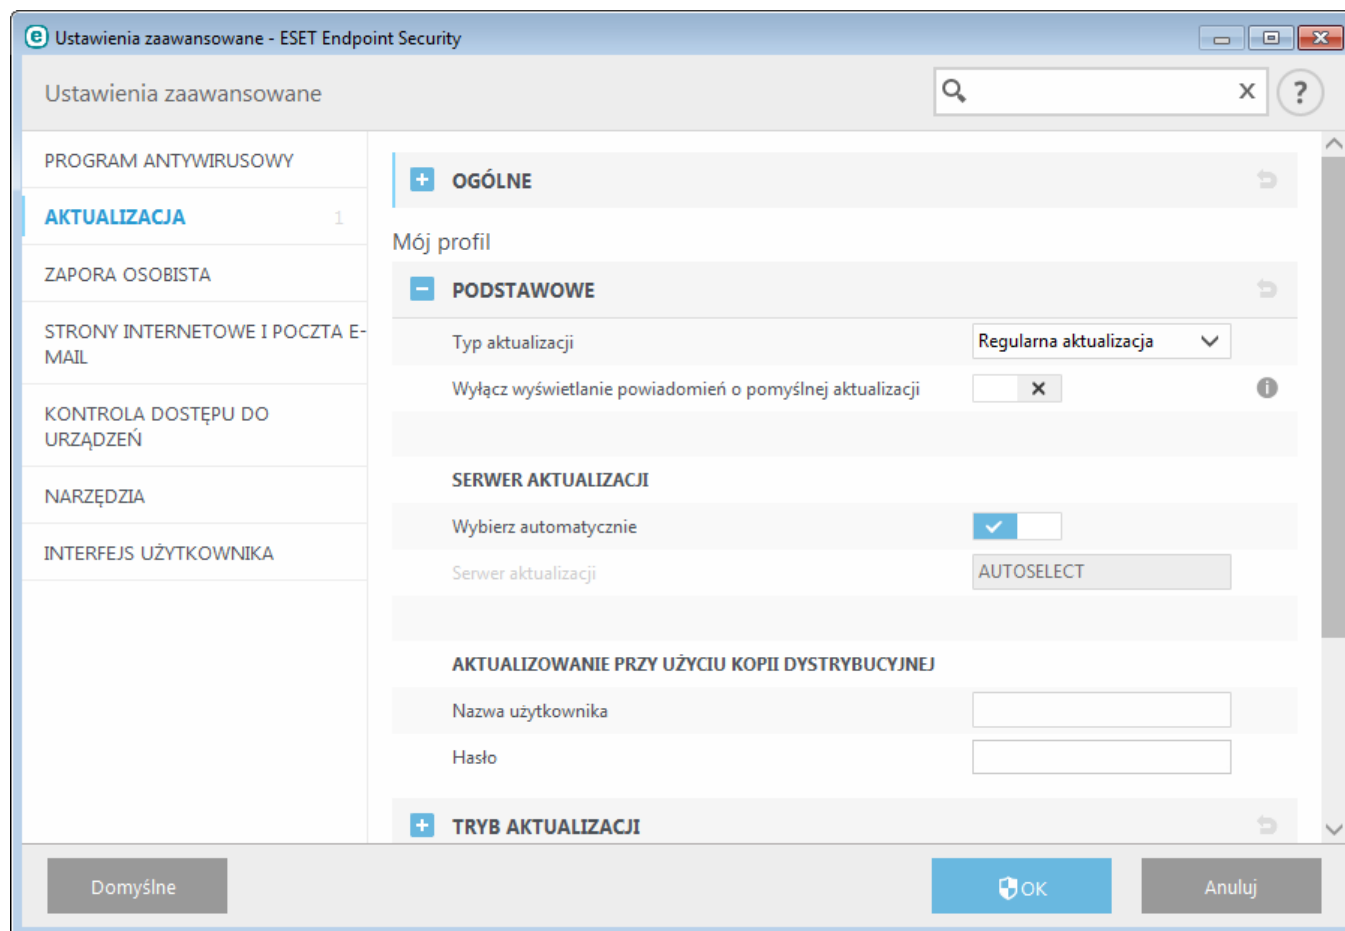 Ustawienia zaawansowane - ESET Endpoint Security
Ustawienia zaawansowane
PROGRAM ANTYWIRUSOWY
AKTUALIZACJA 1
ZAPORA OSOBISTA
STRONY INTERNETOWE I POCZTA E-
MAIL
KONTROLA DOSTĘPU DO
URZĄDZEŃ
NARZĘDZIA
INTERFEJS UŻYTKOWNIKA
OGÓLNE
Mój profil
PODSTAWOWE
Typ aktualizacji Regularna aktualizacja
Wyłącz wyświetlanie powiadomień o pomyślnej aktualizacji
SERWER AKTUALIZACJI
Wybierz automatycznie
Serwer aktualizacji AUTOSELECT
AKTUALIZOWANIE PRZY UŻYCIU KOPII DYSTRYBUCYJNEJ
Nazwa użytkownika
Hasło
TRYB AKTUALIZACJI
Domyślne OK Anuluj